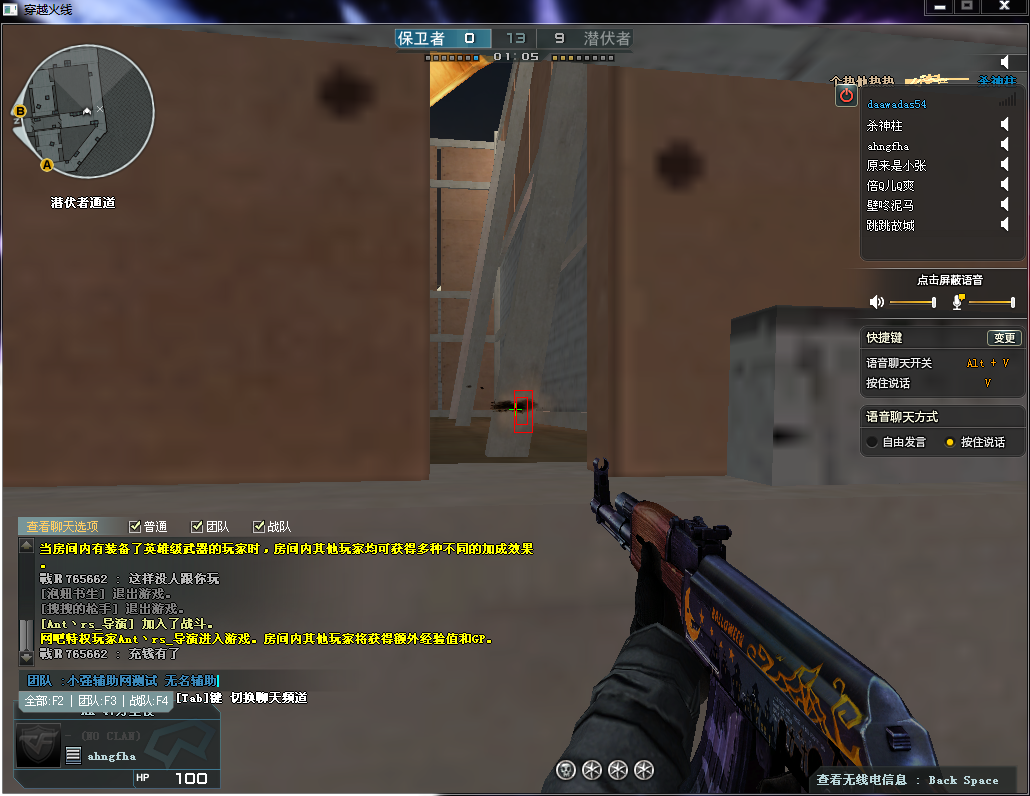 穿越火线
保卫者 0 13 9 潜伏者
01:05
杀神柱
daawadas54
杀神柱
ahngfha
原来是小张
倍Q儿Q爽
壁咚泥马
跳跳故城
B
A
潜伏者通道
点击屏蔽语音
快捷键 变更
语音聊天开关 Alt + V
按住说话 V
语音聊天方式
自由发言 按住说话
查看聊天选项 普通 团队 战队
当房间内有装备了英雄级武器的玩家时，房间内其他玩家均可获得多种不同的加成效果
。
戰R765662 : 这样没人跟你玩
[泡妞书生] 退出游戏。
[拽拽的枪手] 退出游戏。
[Ant丶rs_导演] 加入了战斗。
网吧特权玩家Ant丶rs_导演进入游戏。房间内其他玩家将获得额外经验值和GP。
戰R765662 : 充钱有了
团队 :小强辅助网测试 无名辅助
全部:F2 | 团队:F3 | 战队:F4 [Tab]键 切换聊天频道
- (NO CLAN)
ahngfha
HP 100
HALLOWEEN
查看无线电信息 : Back Space